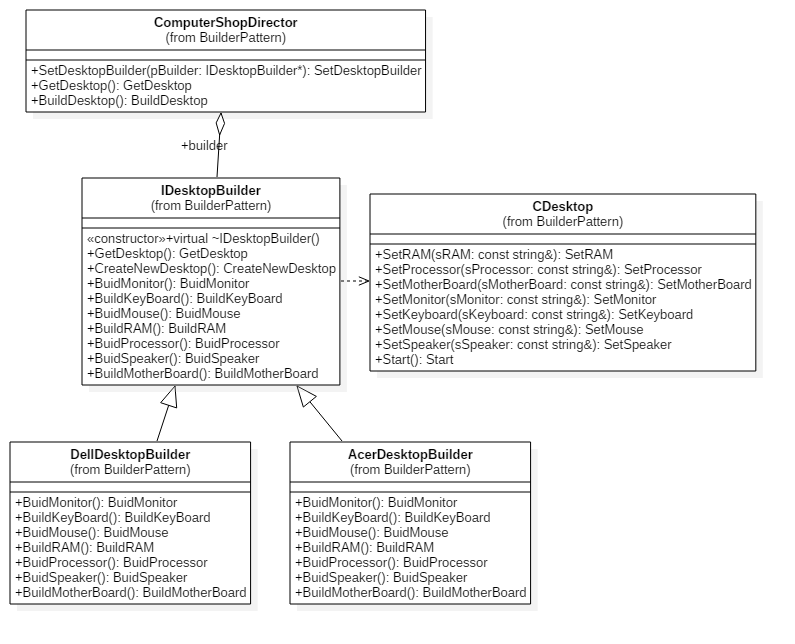 ComputerShopDirector
(from BuilderPattern)
+SetDesktopBuilder(pBuilder: IDesktopBuilder*): SetDesktopBuilder
+GetDesktop(): GetDesktop
+BuildDesktop(): BuildDesktop
+builder
IDesktopBuilder
(from BuilderPattern)
«constructor»+virtual ~IDesktopBuilder()
+GetDesktop(): GetDesktop
+CreateNewDesktop(): CreateNewDesktop
+BuidMonitor(): BuidMonitor
+BuildKeyBoard(): BuildKeyBoard
+BuidMouse(): BuidMouse
+BuildRAM(): BuildRAM
+BuidProcessor(): BuidProcessor
+BuidSpeaker(): BuidSpeaker
+BuildMotherBoard(): BuildMotherBoard
CDesktop
(from BuilderPattern)
+SetRAM(sRAM: const string&): SetRAM
+SetProcessor(sProcessor: const string&): SetProcessor
+SetMotherBoard(sMotherBoard: const string&): SetMotherBoard
+SetMonitor(sMonitor: const string&): SetMonitor
+SetKeyboard(sKeyboard: const string&): SetKeyboard
+SetMouse(sMouse: const string&): SetMouse
+SetSpeaker(sSpeaker: const string&): SetSpeaker
+Start(): Start
DellDesktopBuilder
(from BuilderPattern)
+BuidMonitor(): BuidMonitor
+BuildKeyBoard(): BuildKeyBoard
+BuidMouse(): BuidMouse
+BuildRAM(): BuildRAM
+BuidProcessor(): BuidProcessor
+BuidSpeaker(): BuidSpeaker
+BuildMotherBoard(): BuildMotherBoard
AcerDesktopBuilder
(from BuilderPattern)
+BuidMonitor(): BuidMonitor
+BuildKeyBoard(): BuildKeyBoard
+BuidMouse(): BuidMouse
+BuildRAM(): BuildRAM
+BuidProcessor(): BuidProcessor
+BuidSpeaker(): BuidSpeaker
+BuildMotherBoard(): BuildMotherBoard